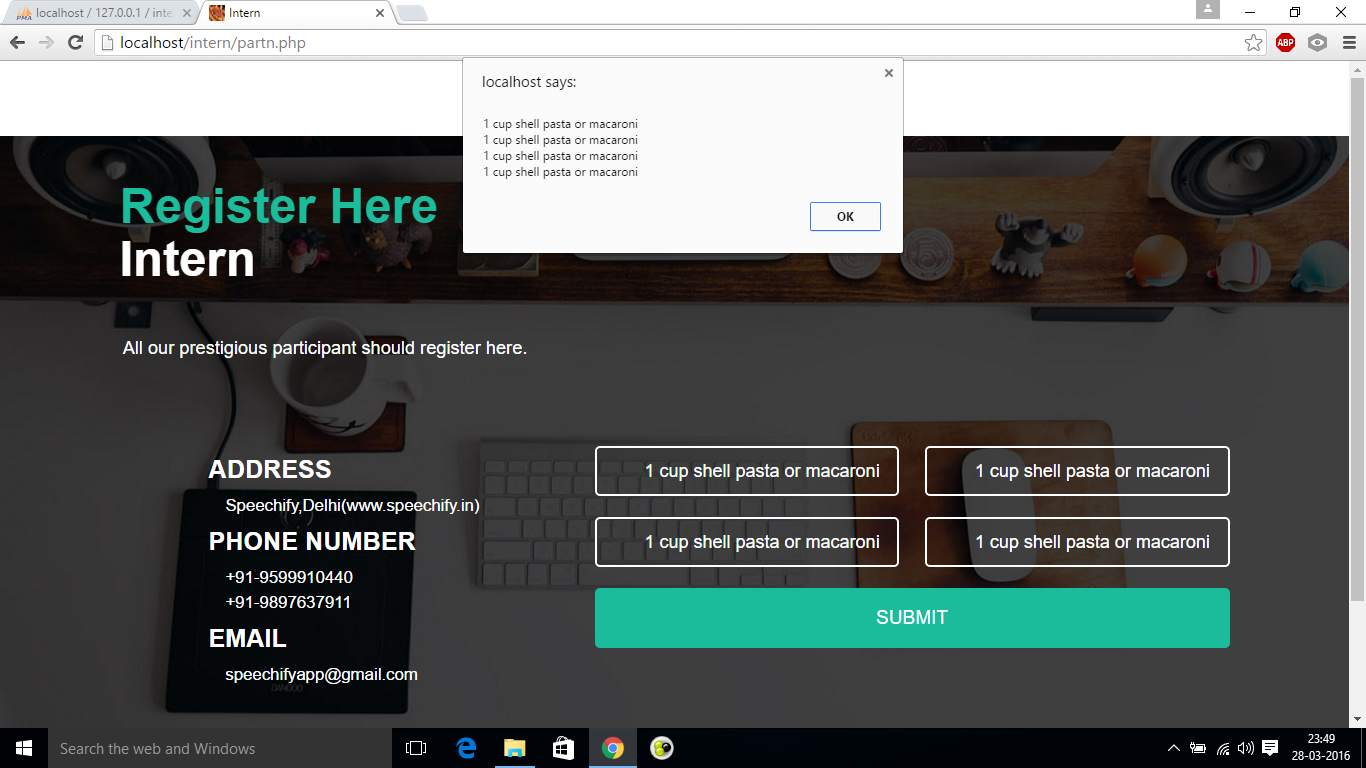 localhost / 127.0.0.1 / inte
Intern
localhost/intern/partn.php
ABP
localhost says:
1 cup shell pasta or macaroni
1 cup shell pasta or macaroni
1 cup shell pasta or macaroni
1 cup shell pasta or macaroni
OK
Register Here
Intern
All our prestigious participant should register here.
ADDRESS
Speechify,Delhi(www.speechify.in)
PHONE NUMBER
+91-9599910440
+91-9897637911
EMAIL
speechifyapp@gmail.com
1 cup shell pasta or macaroni
1 cup shell pasta or macaroni
1 cup shell pasta or macaroni
1 cup shell pasta or macaroni
SUBMIT
Search the web and Windows
23:49
28-03-2016